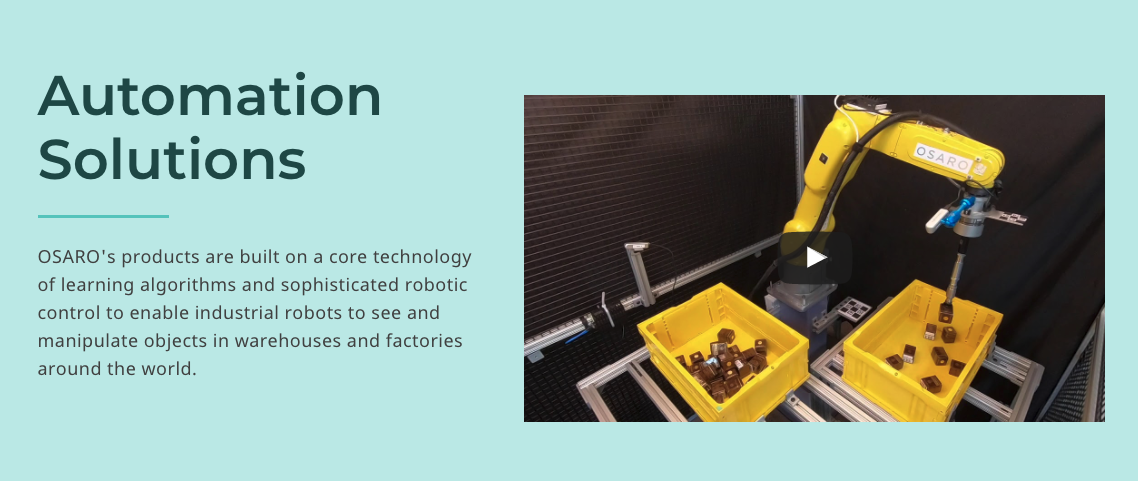 Automation
Solutions
OSARO's products are built on a core technology
of learning algorithms and sophisticated robotic
control to enable industrial robots to see and
manipulate objects in warehouses and factories
around the world.
OSARO